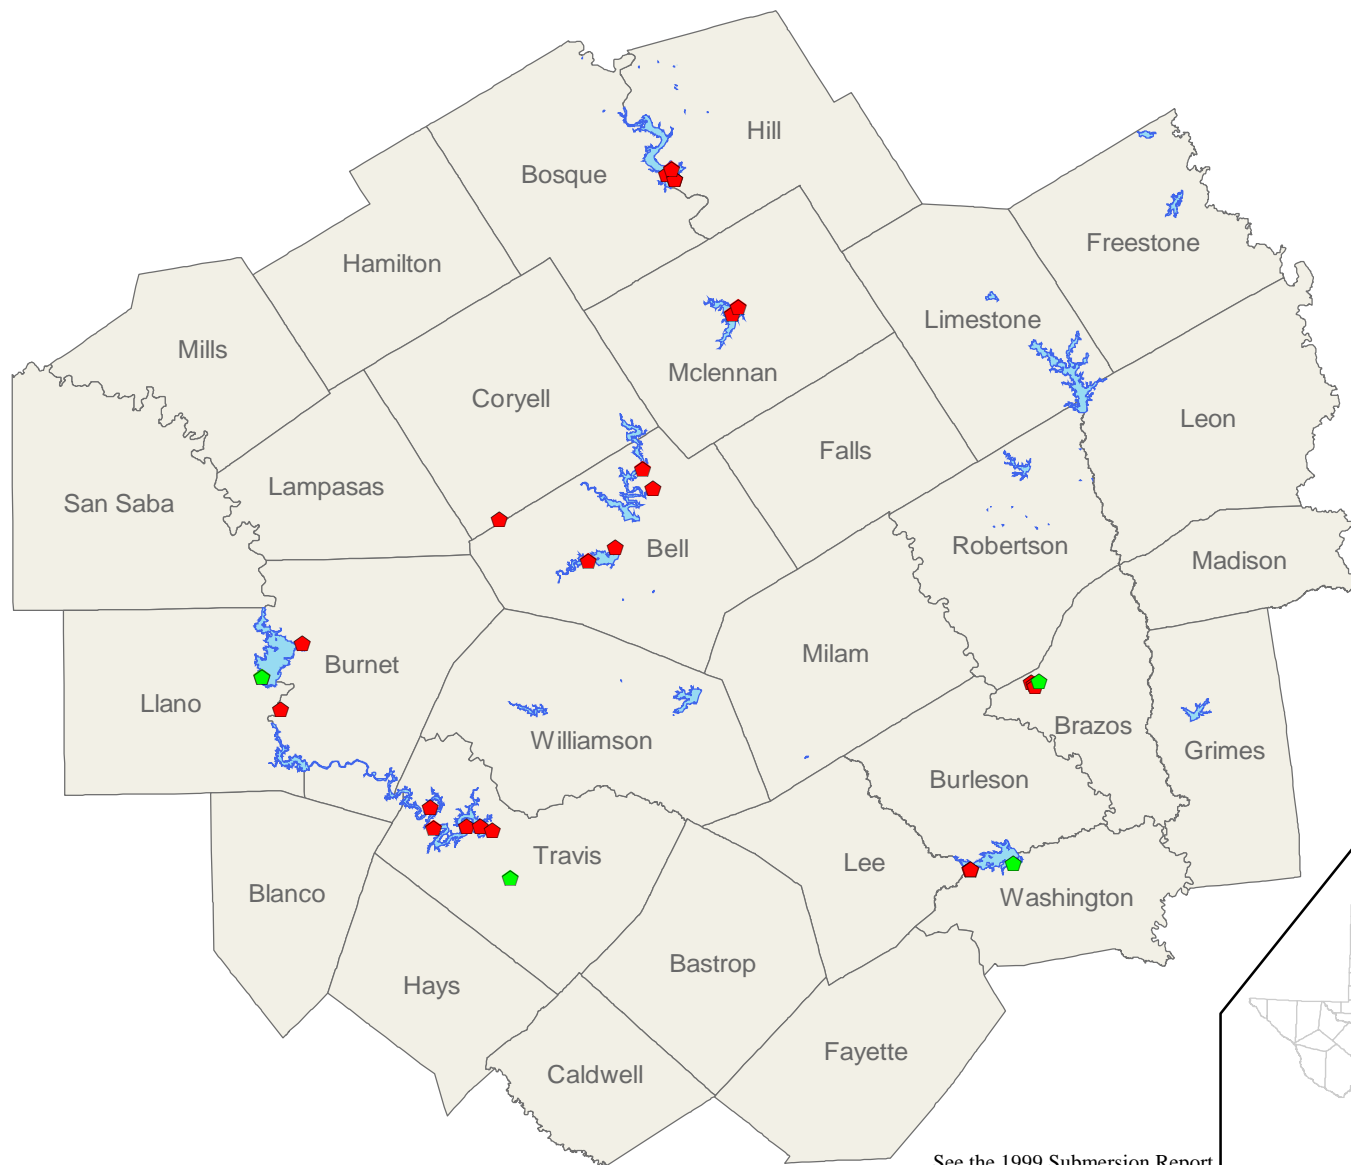 Hill
Bosque
Freestone
Hamilton
Limestone
Mills
Mclennan
Coryell
Leon
Falls
Lampasas
San Saba
Robertson
Bell
Madison
Milam
Burnet
Llano
Brazos
Williamson
Grimes
Burleson
Travis
Lee
Blanco
Washington
Bastrop
Hays
Fayette
Caldwell
See the 1999 Submersion Report